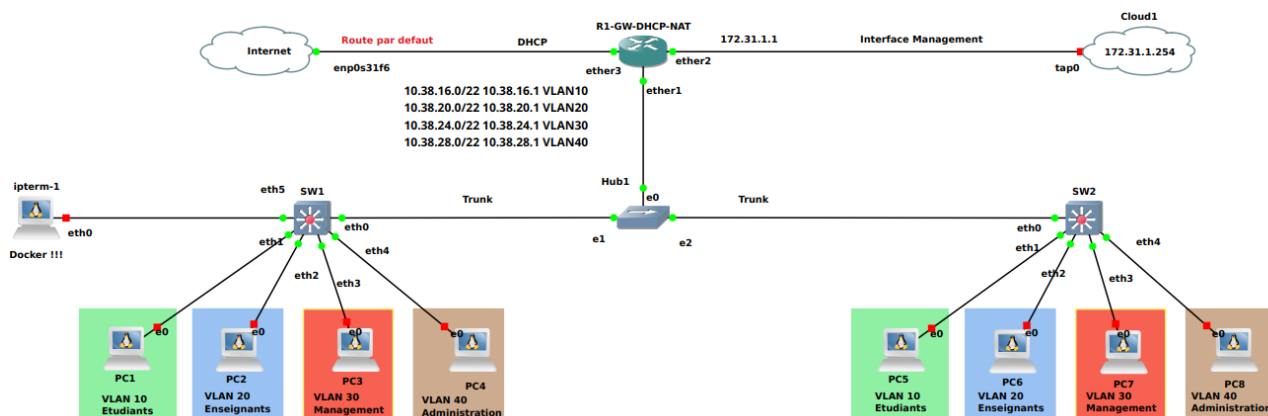 R1-GW-DHCP-NAT
Cloud1
Internet
Route par defaut
DHCP
172.31.1.1
Interface Management
172.31.1.254
enp0s31f6
ether3
ether2
tap0
ether1
10.38.16.0/22 10.38.16.1 VLAN10
10.38.20.0/22 10.38.20.1 VLAN20
10.38.24.0/22 10.38.24.1 VLAN30
10.38.28.0/22 10.38.28.1 VLAN40
ipterm-1
eth5
SW1
Hub1
SW2
Trunk
e0
Trunk
eth0
eth0
e1
e2
eth0
Docker !!!
eth1
eth2
eth3
eth4
eth1
eth2
eth3
eth4
e0
e0
e0
e0
e0
e0
e0
e0
PC1
VLAN 10
Etudiants
PC2
VLAN 20
Enseignants
PC3
VLAN 30
Management
PC4
VLAN 40
Administration
PC5
VLAN 10
Etudiants
PC6
VLAN 20
Enseignants
PC7
VLAN 30
Management
PC8
VLAN 40
Administration